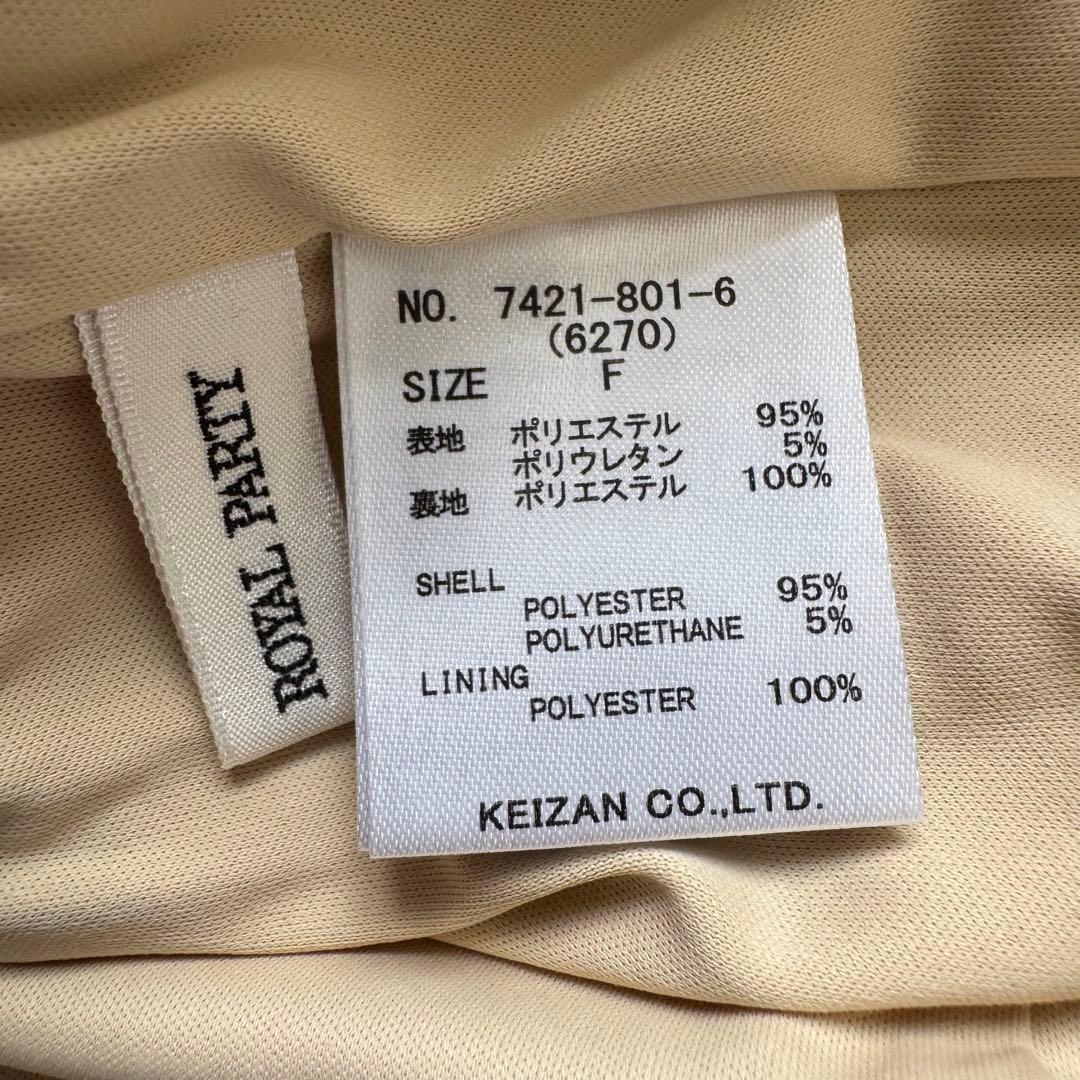 ROYAL PARTY
NO. 7421-801-6
(6270)
SIZE F
表地 ポリエステル 95%
ポリウレタン 5%
裏地 ポリエステル 100%
SHELL
POLYESTER 95%
POLYURETHANE 5%
LINING
POLYESTER 100%
KEIZAN CO.,LTD.